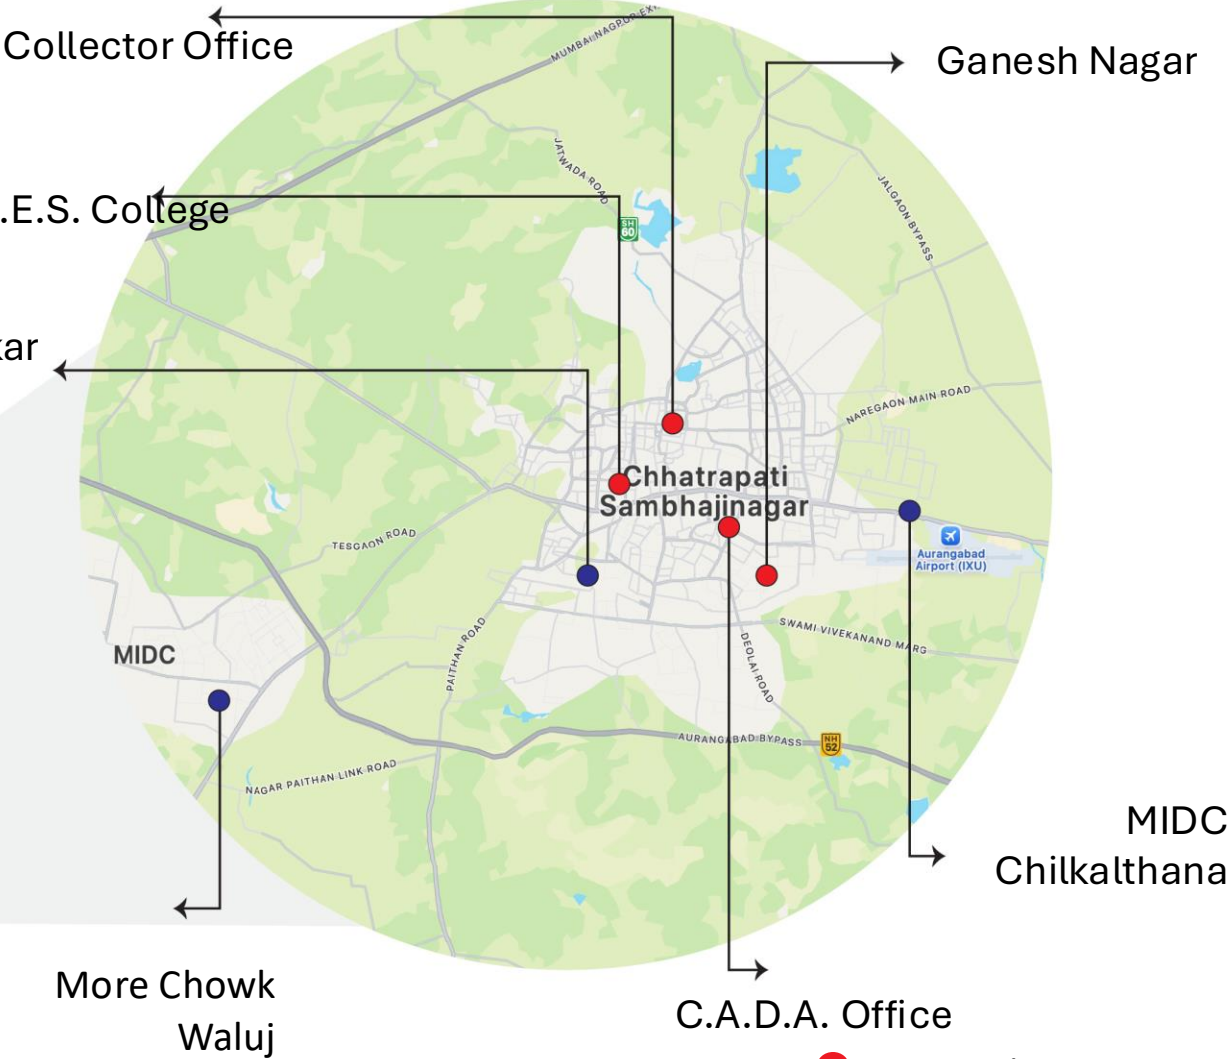 Collector Office
MUMBAI NAGPUR EX
Ganesh Nagar
JATWADA ROAD
JALGAON BYPASS
.E.S. College
SH
60
ar
NAREGAON MAIN ROAD
Chhatrapati
Sambhajinagar
TESGAON ROAD
Aurangabad
Airport (IXU)
MIDC
PAITHAN ROAD
SWAMI VIVEKANAND MARG
DEOLAI ROAD
AURANGABAD BYPASS
NH
52
NAGAR PAITHAN LINK ROAD
MIDC
Chilkalthana
More Chowk
Waluj
C.A.D.A. Office